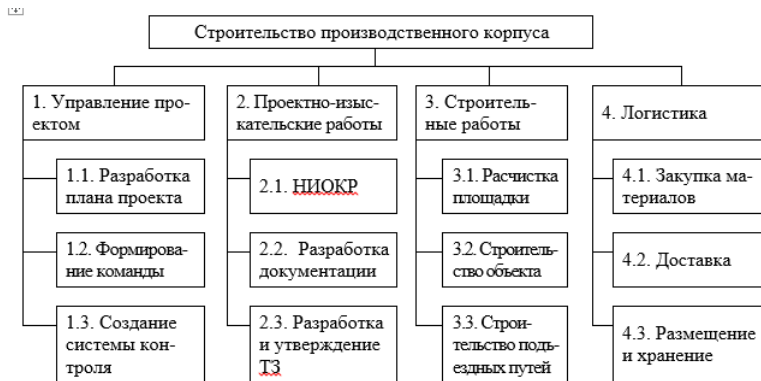 Строительство производственного корпуса
1. Управление про-
ектом
2. Проектно-изыс-
кательские работы
3. Строитель-
ные работы
4. Логистика
1.1. Разработка
плана проекта
2.1. НИОКР
3.1. Расчистка
площадки
4.1. Закупка ма-
териалов
1.2. Формирова-
ние команды
2.2. Разработка
документации
3.2. Строитель-
ство объекта
4.2. Доставка
1.3. Создание
системы кон-
троля
2.3. Разработка
и утверждение
ТЗ
3.3. Строи-
тельство подъ-
ездных путей
4.3. Размещение
и хранение